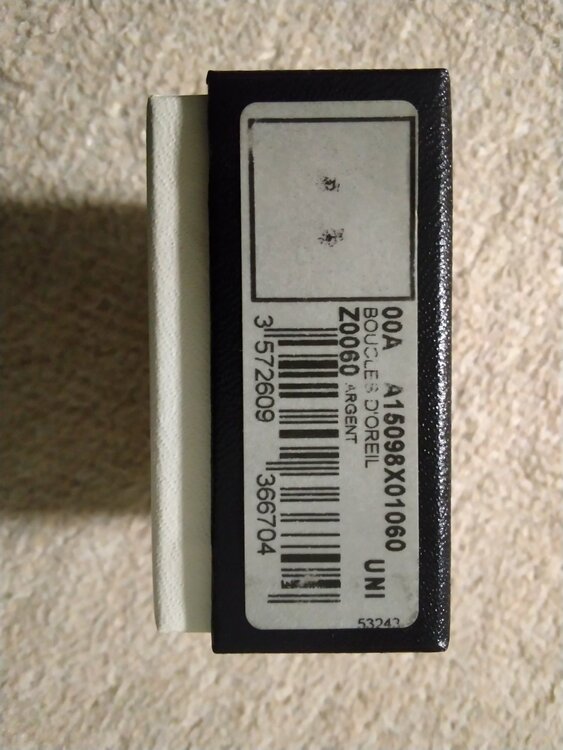 00A A15098X01060
BOUCLES D'OREIL
Z0060 ARGENT UNI
3 572609 366704
53243